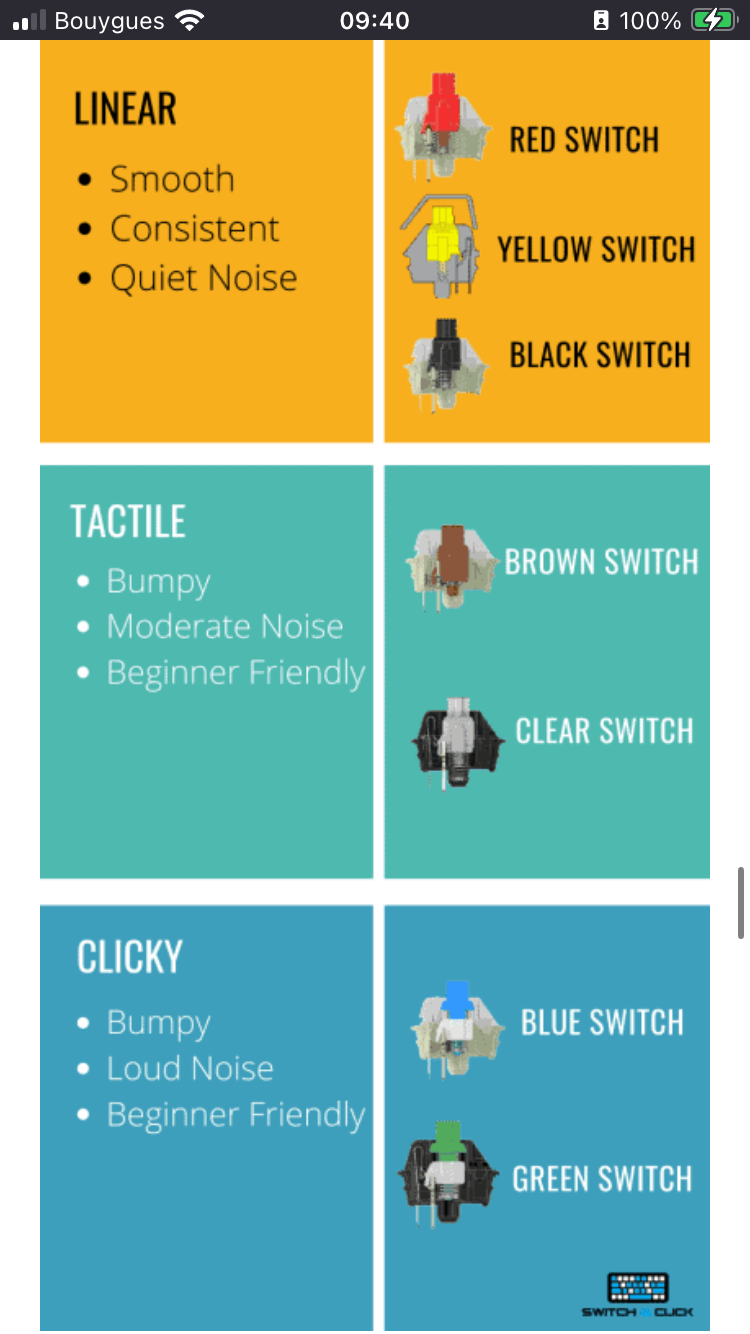 Bouygues 09:40 100%
LINEAR
• Smooth
• Consistent
• Quiet Noise
RED SWITCH
YELLOW SWITCH
BLACK SWITCH
TACTILE
• Bumpy
• Moderate Noise
• Beginner Friendly
BROWN SWITCH
CLEAR SWITCH
CLICKY
• Bumpy
• Loud Noise
• Beginner Friendly
BLUE SWITCH
GREEN SWITCH
SWITCH CLICK